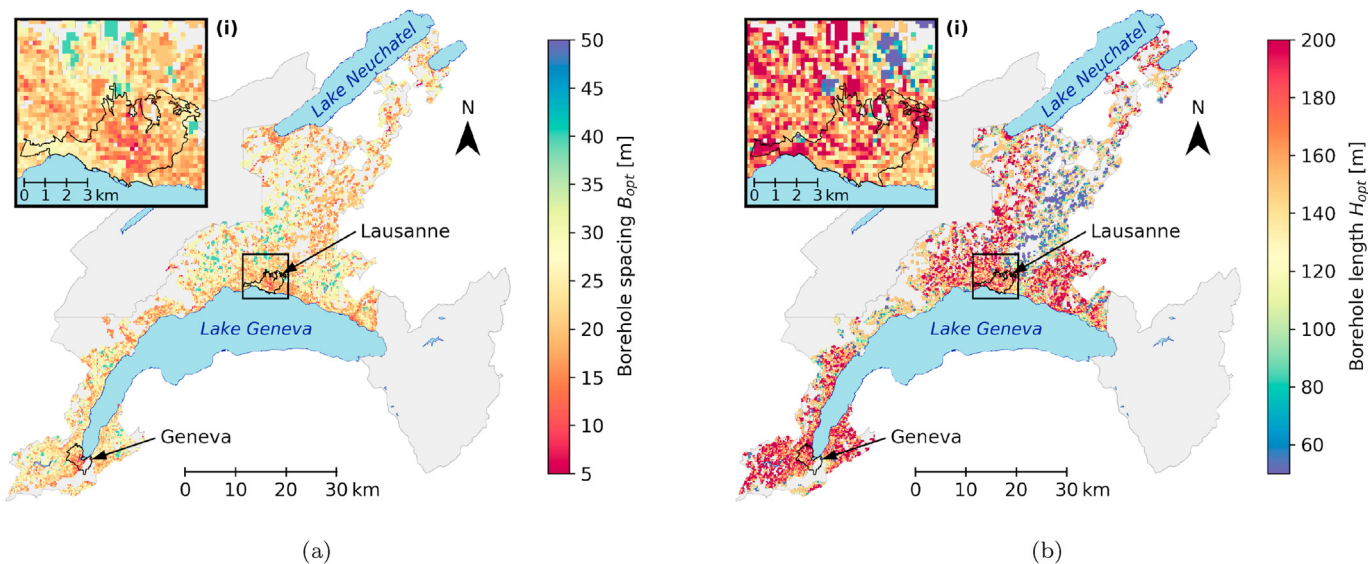 (i)
Lake Neuchatel
N
0 1 2 3 km
Lausanne
Lake Geneva
Geneva
0 10 20 30 km
50
45
40
35
30
25
20
15
10
5
Borehole spacing B_opt [m]
(a)
(i)
Lake Neuchatel
N
0 1 2 3 km
Lausanne
Lake Geneva
Geneva
0 10 20 30 km
200
180
160
140
120
100
80
60
Borehole length H_opt [m]
(b)